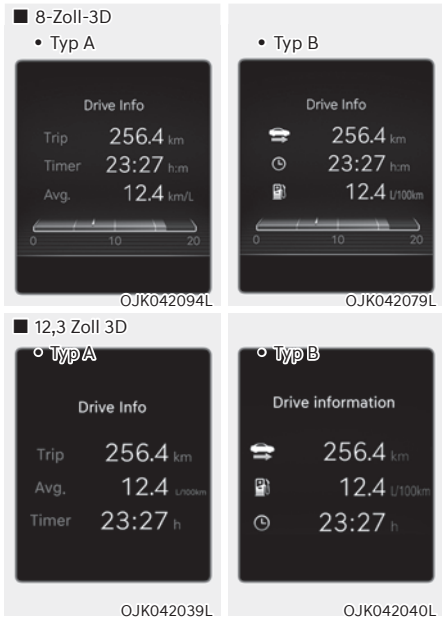 ■ 8-Zoll-3D
• Typ A
Drive Info
Trip 256.4 km
Timer 23:27 h:m
Avg. 12.4 km/L
0 10 20
OJK042094L
• Typ B
Drive Info
256.4 km
23:27 h:m
12.4 L/100km
0 10 20
OJK042079L
■ 12,3 Zoll 3D
○ Typ A
Drive Info
Trip 256.4 km
Avg. 12.4 L/100km
Timer 23:27 h
OJK042039L
○ Typ B
Drive information
256.4 km
12.4 L/100km
23:27 h
OJK042040L